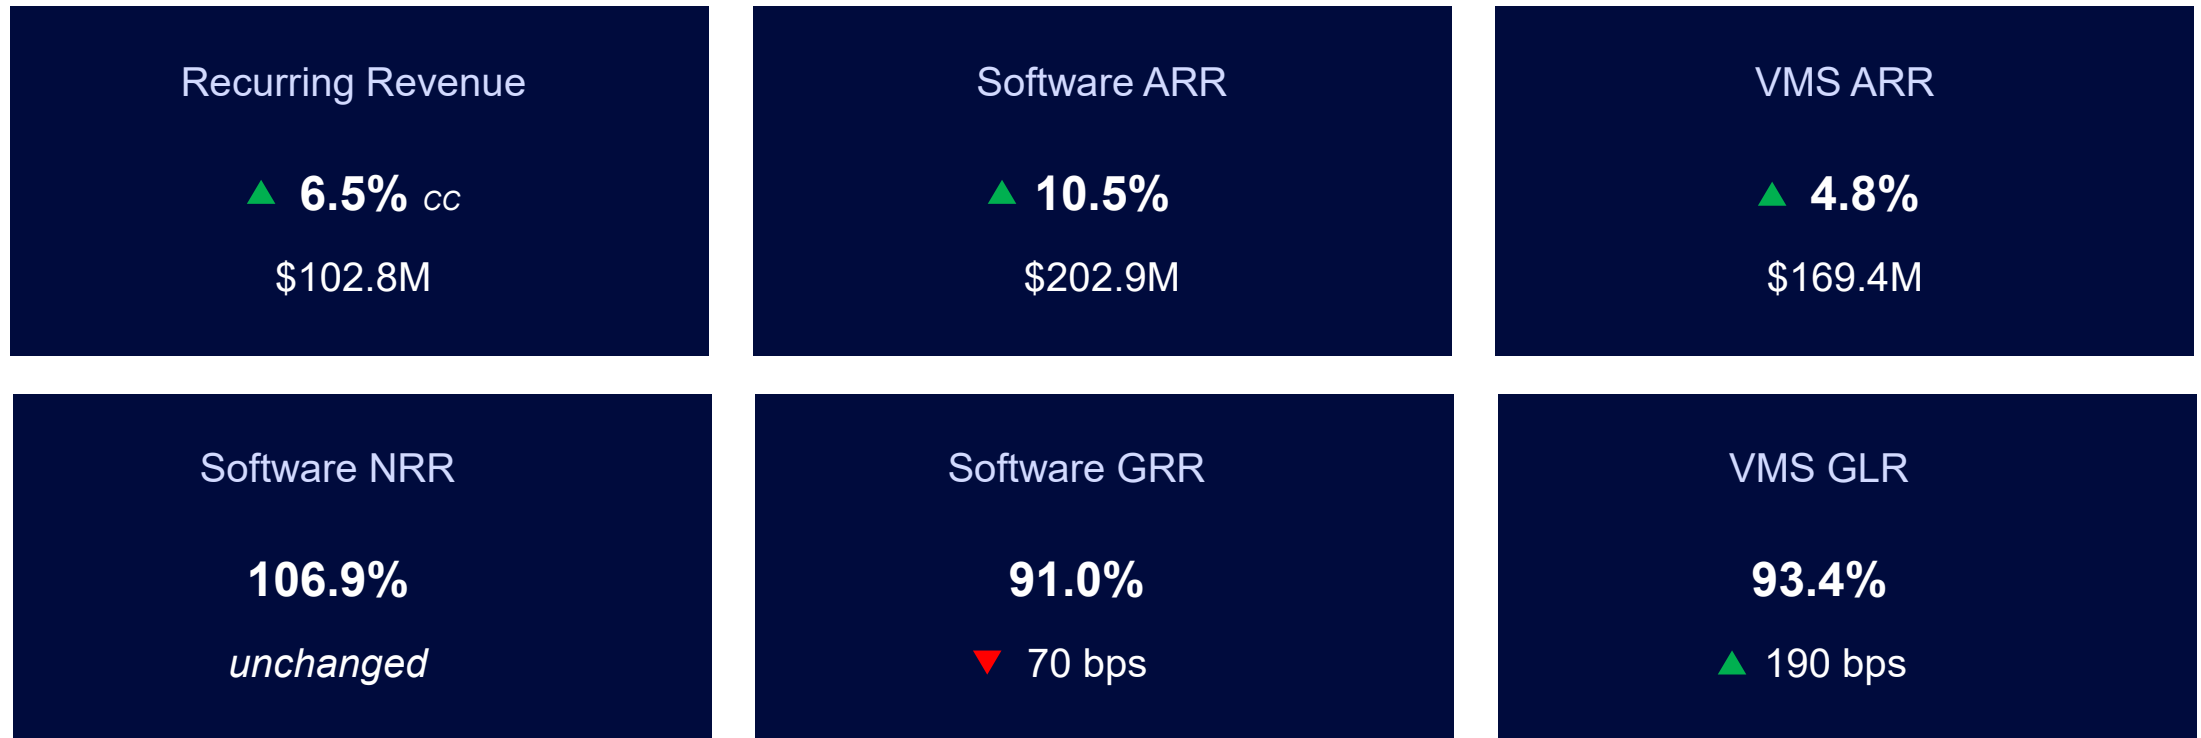 Recurring Revenue
6.5% CC
$102.8M
Software ARR
10.5%
$202.9M
VMS ARR
4.8%
$169.4M
Software NRR
106.9%
unchanged
Software GRR
91.0%
70 bps
VMS GLR
93.4%
190 bps